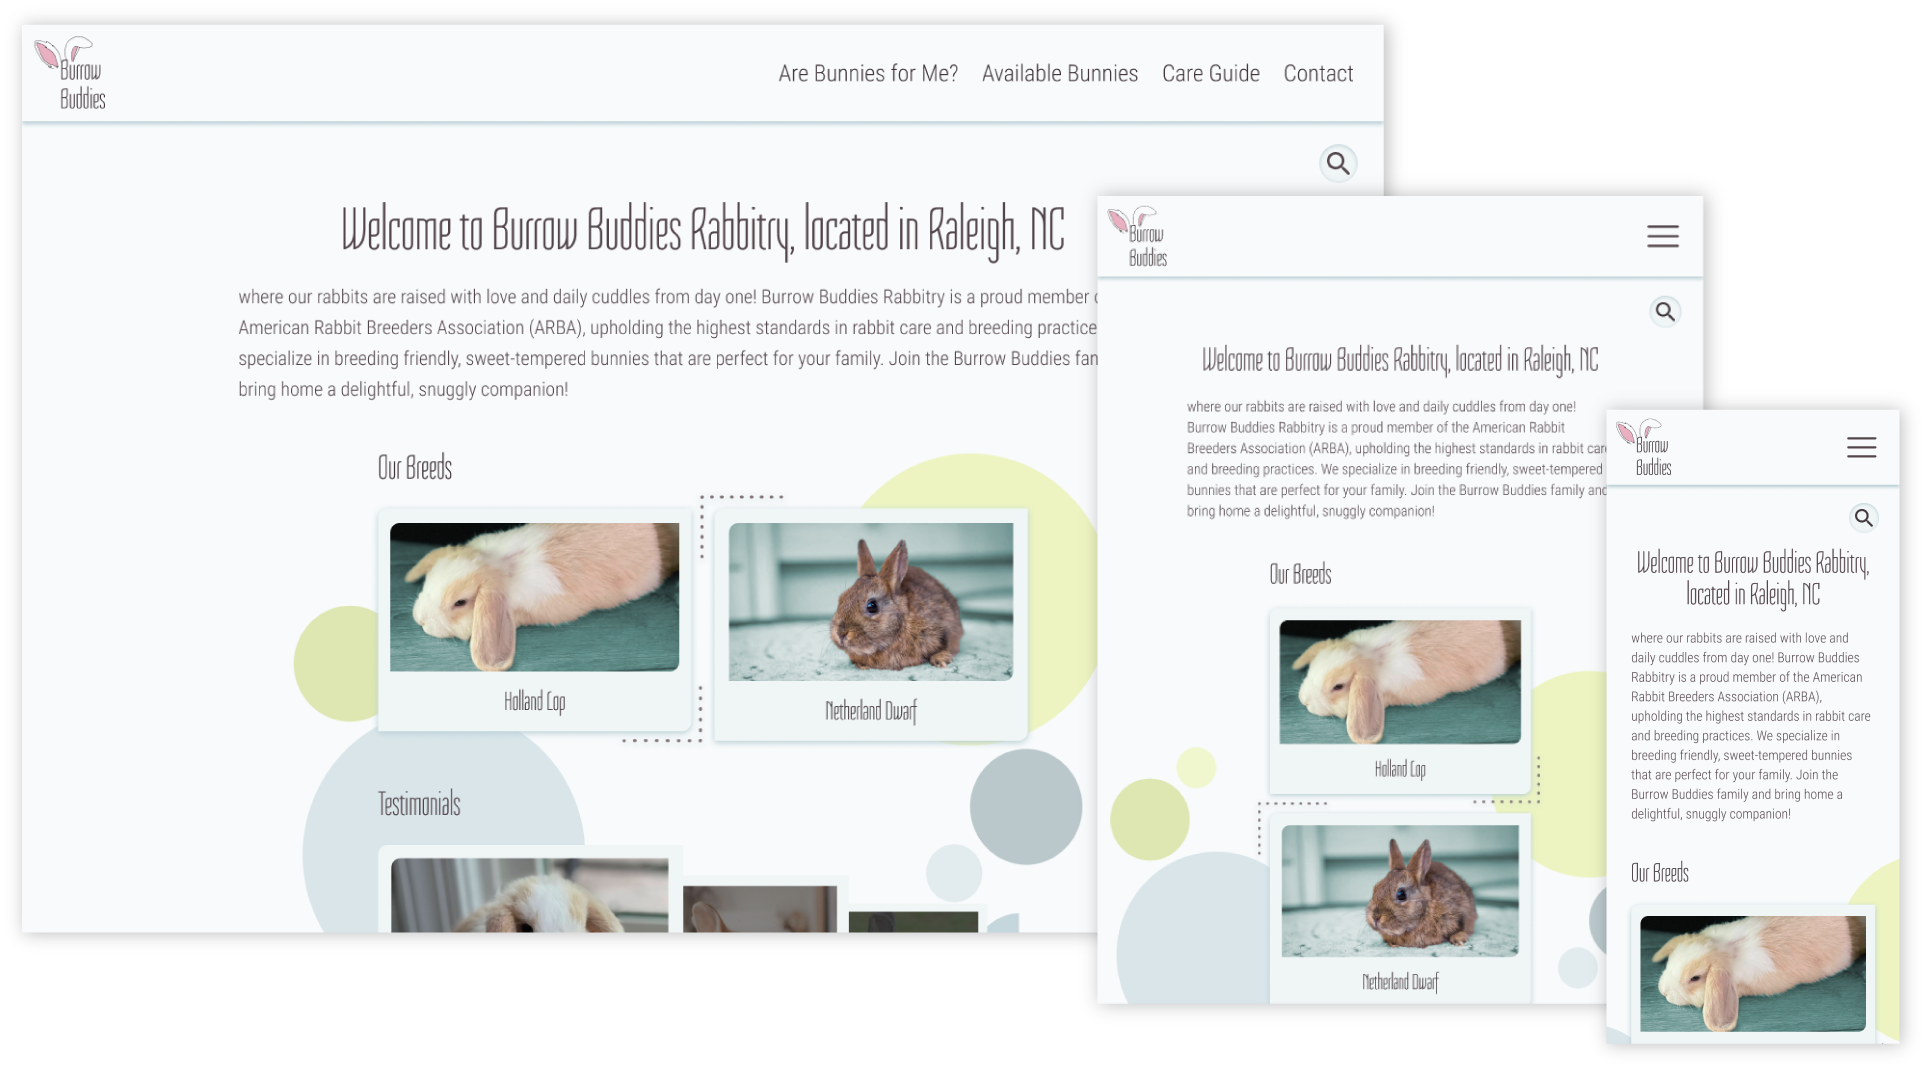 Burrow
Buddies
Are Bunnies for Me? Available Bunnies Care Guide Contact
Welcome to Burrow Buddies Rabbitry, located in Raleigh, NC
where our rabbits are raised with love and daily cuddles from day one! Burrow Buddies Rabbitry is a proud member
American Rabbit Breeders Association (ARBA), upholding the highest standards in rabbit care and breeding practice
specialize in breeding friendly, sweet-tempered bunnies that are perfect for your family. Join the Burrow Buddies fam
bring home a delightful, snuggly companion!
Our Breeds
Holland Lop
Netherland Dwarf
Testimonials
Burrow
Buddies
Welcome to Burrow Buddies Rabbitry, located in Raleigh, NC
where our rabbits are raised with love and daily cuddles from day one!
Burrow Buddies Rabbitry is a proud member of the American Rabbit
Breeders Association (ARBA), upholding the highest standards in rabbit care
and breeding practices. We specialize in breeding friendly, sweet-tempered
bunnies that are perfect for your family. Join the Burrow Buddies family and
bring home a delightful, snuggly companion!
Our Breeds
Holland Lop
Netherland Dwarf
Burrow
Buddies
Welcome to Burrow Buddies Rabbitry,
located in Raleigh, NC
where our rabbits are raised with love and
daily cuddles from day one! Burrow Buddies
Rabbitry is a proud member of the American
Rabbit Breeders Association (ARBA),
upholding the highest standards in rabbit care
and breeding practices. We specialize in
breeding friendly, sweet-tempered bunnies
that are perfect for your family. Join the
Burrow Buddies family and bring home a
delightful, snuggly companion!
Our Breeds